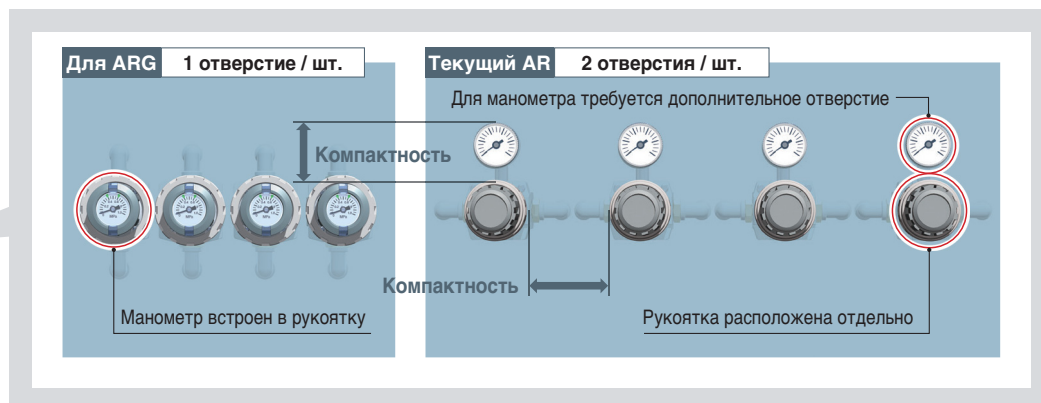 Для ARG 1 отверстие / шт.
Текущий AR 2 отверстия / шт.
Для манометра требуется дополнительное отверстие
Компактность
Компактность
Манометр встроен в рукоятку
Рукоятка расположена отдельно